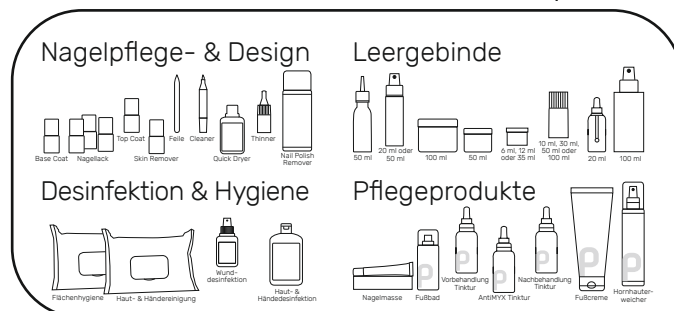 Nagelpflege- & Design
Base Coat
Nagellack
Top Coat
Skin Remover
Feile
Cleaner
Quick Dryer
Thinner
Nail Polish
Remover
Leergebinde
50 ml
20 ml oder
50 ml
100 ml
50 ml
6 ml, 12 ml
oder 35 ml
10 ml, 30 ml,
50 ml oder
100 ml
20 ml
100 ml
Desinfektion & Hygiene
Flächenhygiene
Haut- & Händereinigung
Wund-
desinfektion
Haut- &
Händedesinfektion
Pflegeprodukte
Nagelmasse
Fußbad
Vorbehandlung
Tinktur
AntiMYX Tinktur
Nachbehandlung
Tinktur
Fußcreme
Hornhauter-
weicher
p
p
p
p
p
p